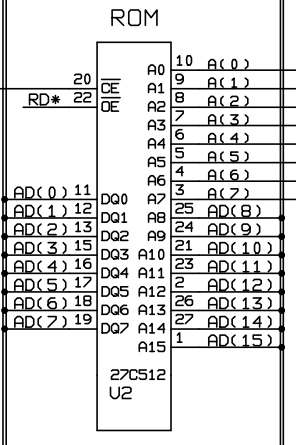 ROM
A0 10 A(0)
20 CE A1 9 A(1)
RD* 22 OE A2 8 A(2)
A3 7 A(3)
A4 6 A(4)
A5 5 A(5)
A6 4 A(6)
AD(0) 11 DQ0 A7 3 A(7)
AD(1) 12 DQ1 A8 25 AD(8)
AD(2) 13 DQ2 A9 24 AD(9)
AD(3) 15 DQ3 A10 21 AD(10)
AD(4) 16 DQ4 A11 23 AD(11)
AD(5) 17 DQ5 A12 2 AD(12)
AD(6) 18 DQ6 A13 26 AD(13)
AD(7) 19 DQ7 A14 27 AD(14)
A15 1 AD(15)
27C512
U2